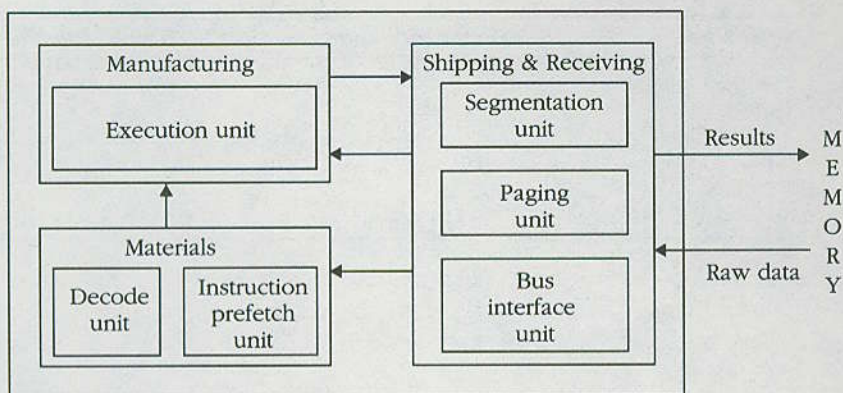 Manufacturing
Execution unit
Materials
Decode
unit
Instruction
prefetch
unit
Shipping & Receiving
Segmentation
unit
Paging
unit
Bus
interface
unit
Results
Raw data
MEMORY